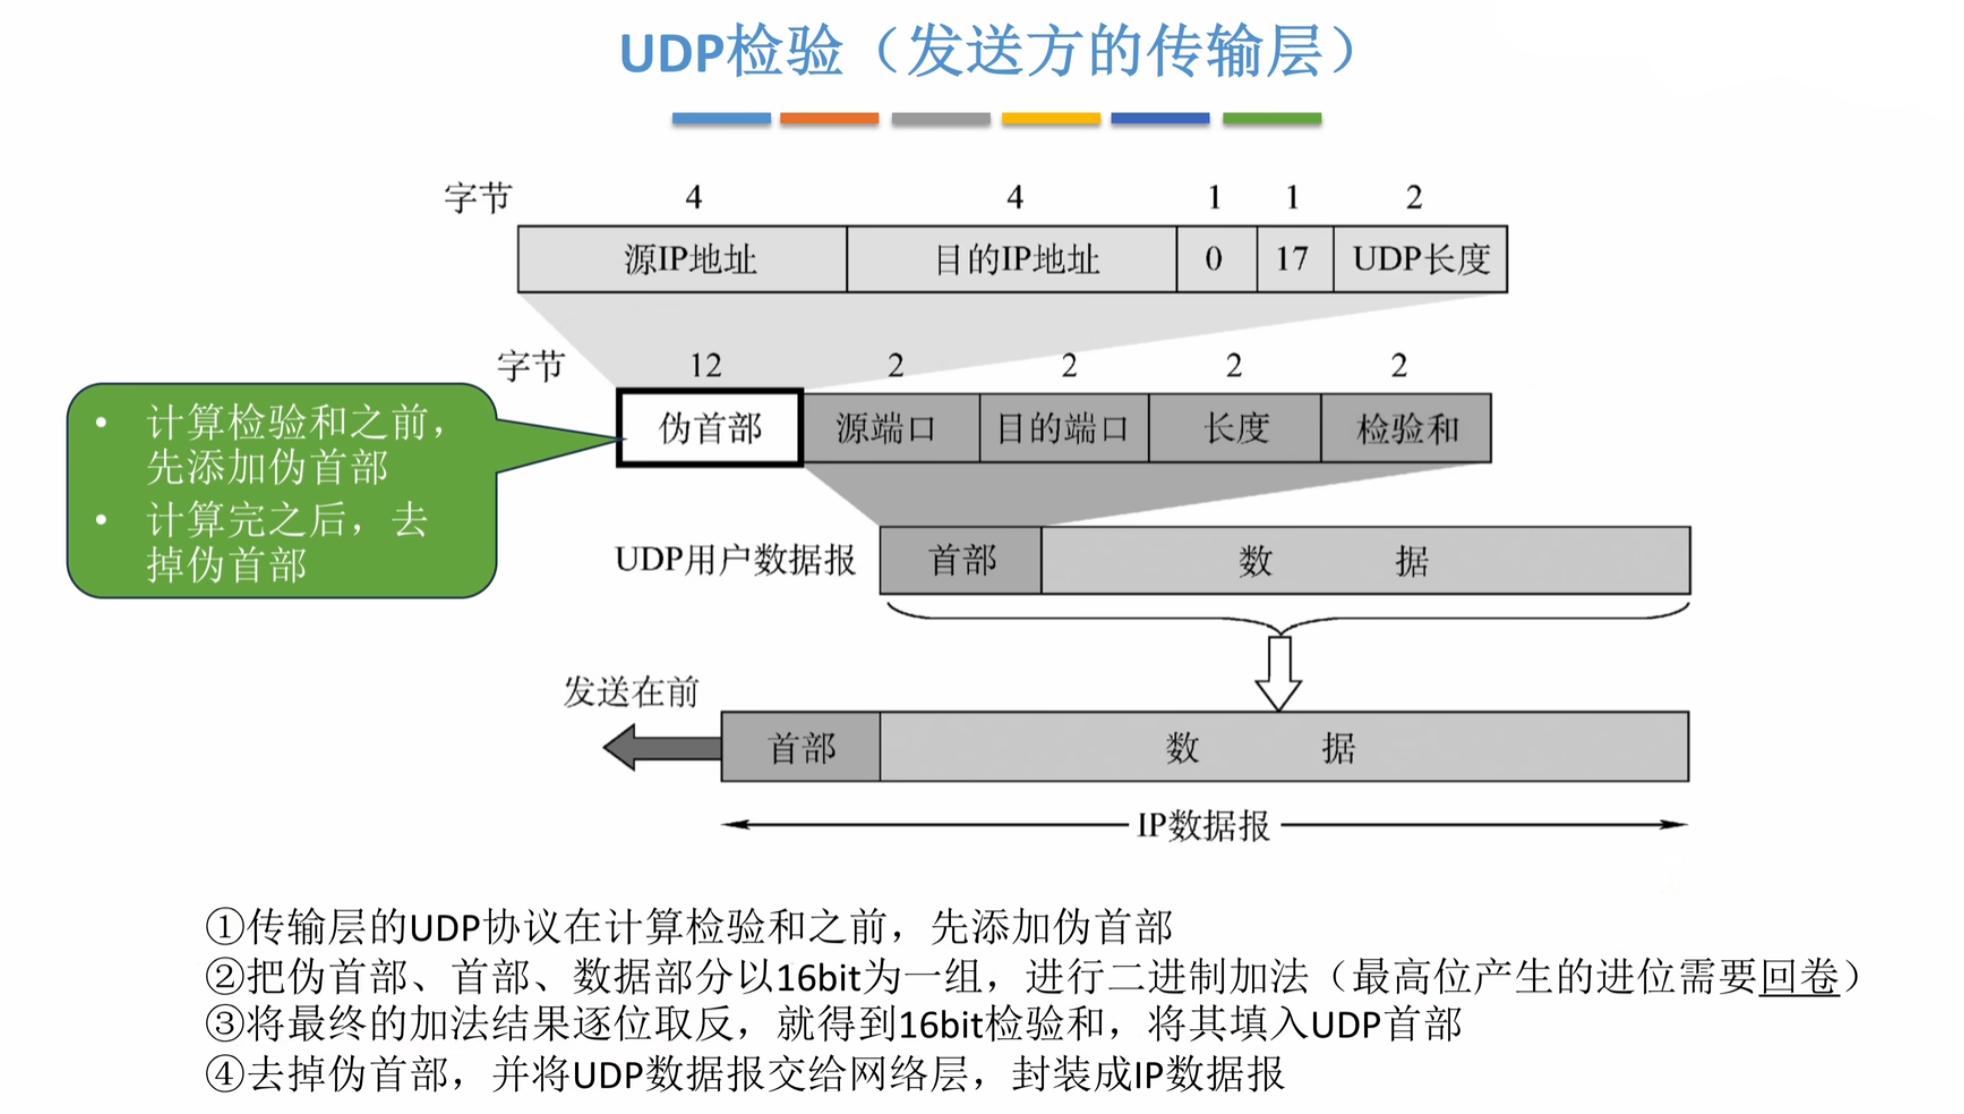 UDP检验（发送方的传输层）
字节 4 4 1 1 2
源IP地址 目的IP地址 0 17 UDP长度
字节 12 2 2 2 2
伪首部 源端口 目的端口 长度 检验和
• 计算检验和之前，
先添加伪首部
• 计算完之后，去
掉伪首部
UDP用户数据报 首部 数 据
发送在前
首部 数 据
IP数据报
①传输层的UDP协议在计算检验和之前，先添加伪首部
②把伪首部、首部、数据部分以16bit为一组，进行二进制加法（最高位产生的进位需要回卷）
③将最终的加法结果逐位取反，就得到16bit检验和，将其填入UDP首部
④去掉伪首部，并将UDP数据报交给网络层，封装成IP数据报